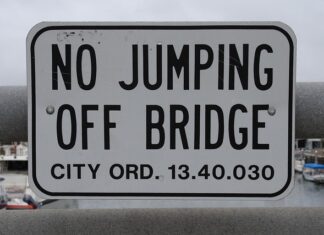 NO JUMPING
OFF BRIDGE
CITY ORD. 13.40.030